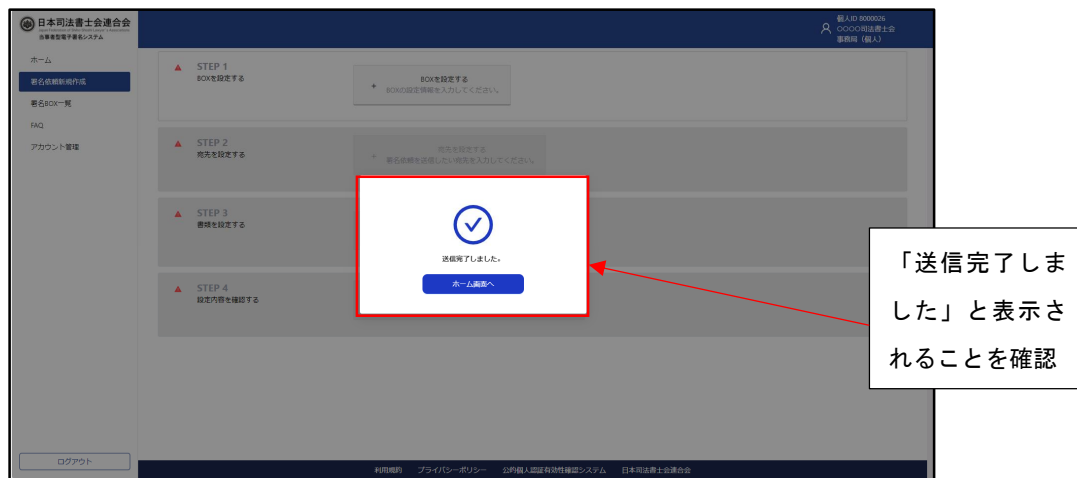 日本司法書士会連合会
当事者型電子署名システム
個人ID 8000026
〇〇〇〇司法書士会
事務局（個人）
ホーム
署名依頼新規作成
署名BOX一覧
FAQ
アカウント管理
STEP 1
BOXを設定する
+ BOXを設定する
BOXの設定情報を入力してください。
STEP 2
宛先を設定する
+ 宛先を設定する
署名依頼を送信したい宛先を入力してください。
STEP 3
書類を設定する
送信完了しました。
ホーム画面へ
STEP 4
設定内容を確認する
「送信完了しま
した」と表示さ
れることを確認
ログアウト
利用規約 プライバシーポリシー 公的個人認証有効性確認システム 日本司法書士会連合会